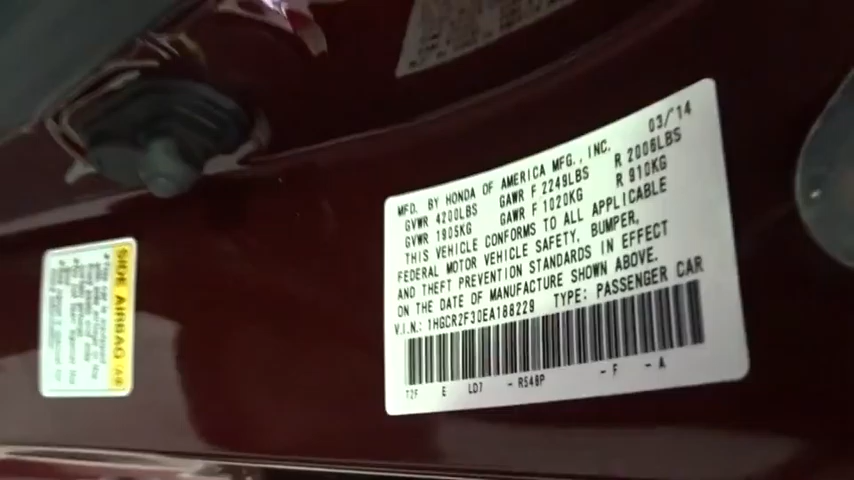 MFD. BY HONDA OF AMERICA MFG., INC. 03/'14
GVWR 4200LBS GAWR F 2249LBS R 2006LBS
GVWR 1905KG GAWR F 1020KG R 910KG
THIS VEHICLE CONFORMS TO ALL APPLICABLE
FEDERAL MOTOR VEHICLE SAFETY, BUMPER,
AND THEFT PREVENTION STANDARDS IN EFFECT
ON THE DATE OF MANUFACTURE SHOWN ABOVE.
V.I.N.: 1HGCR2F30EA188229 TYPE: PASSENGER CAR
T2F E LD7 - R548P - F - A
SIDE AIRBAG